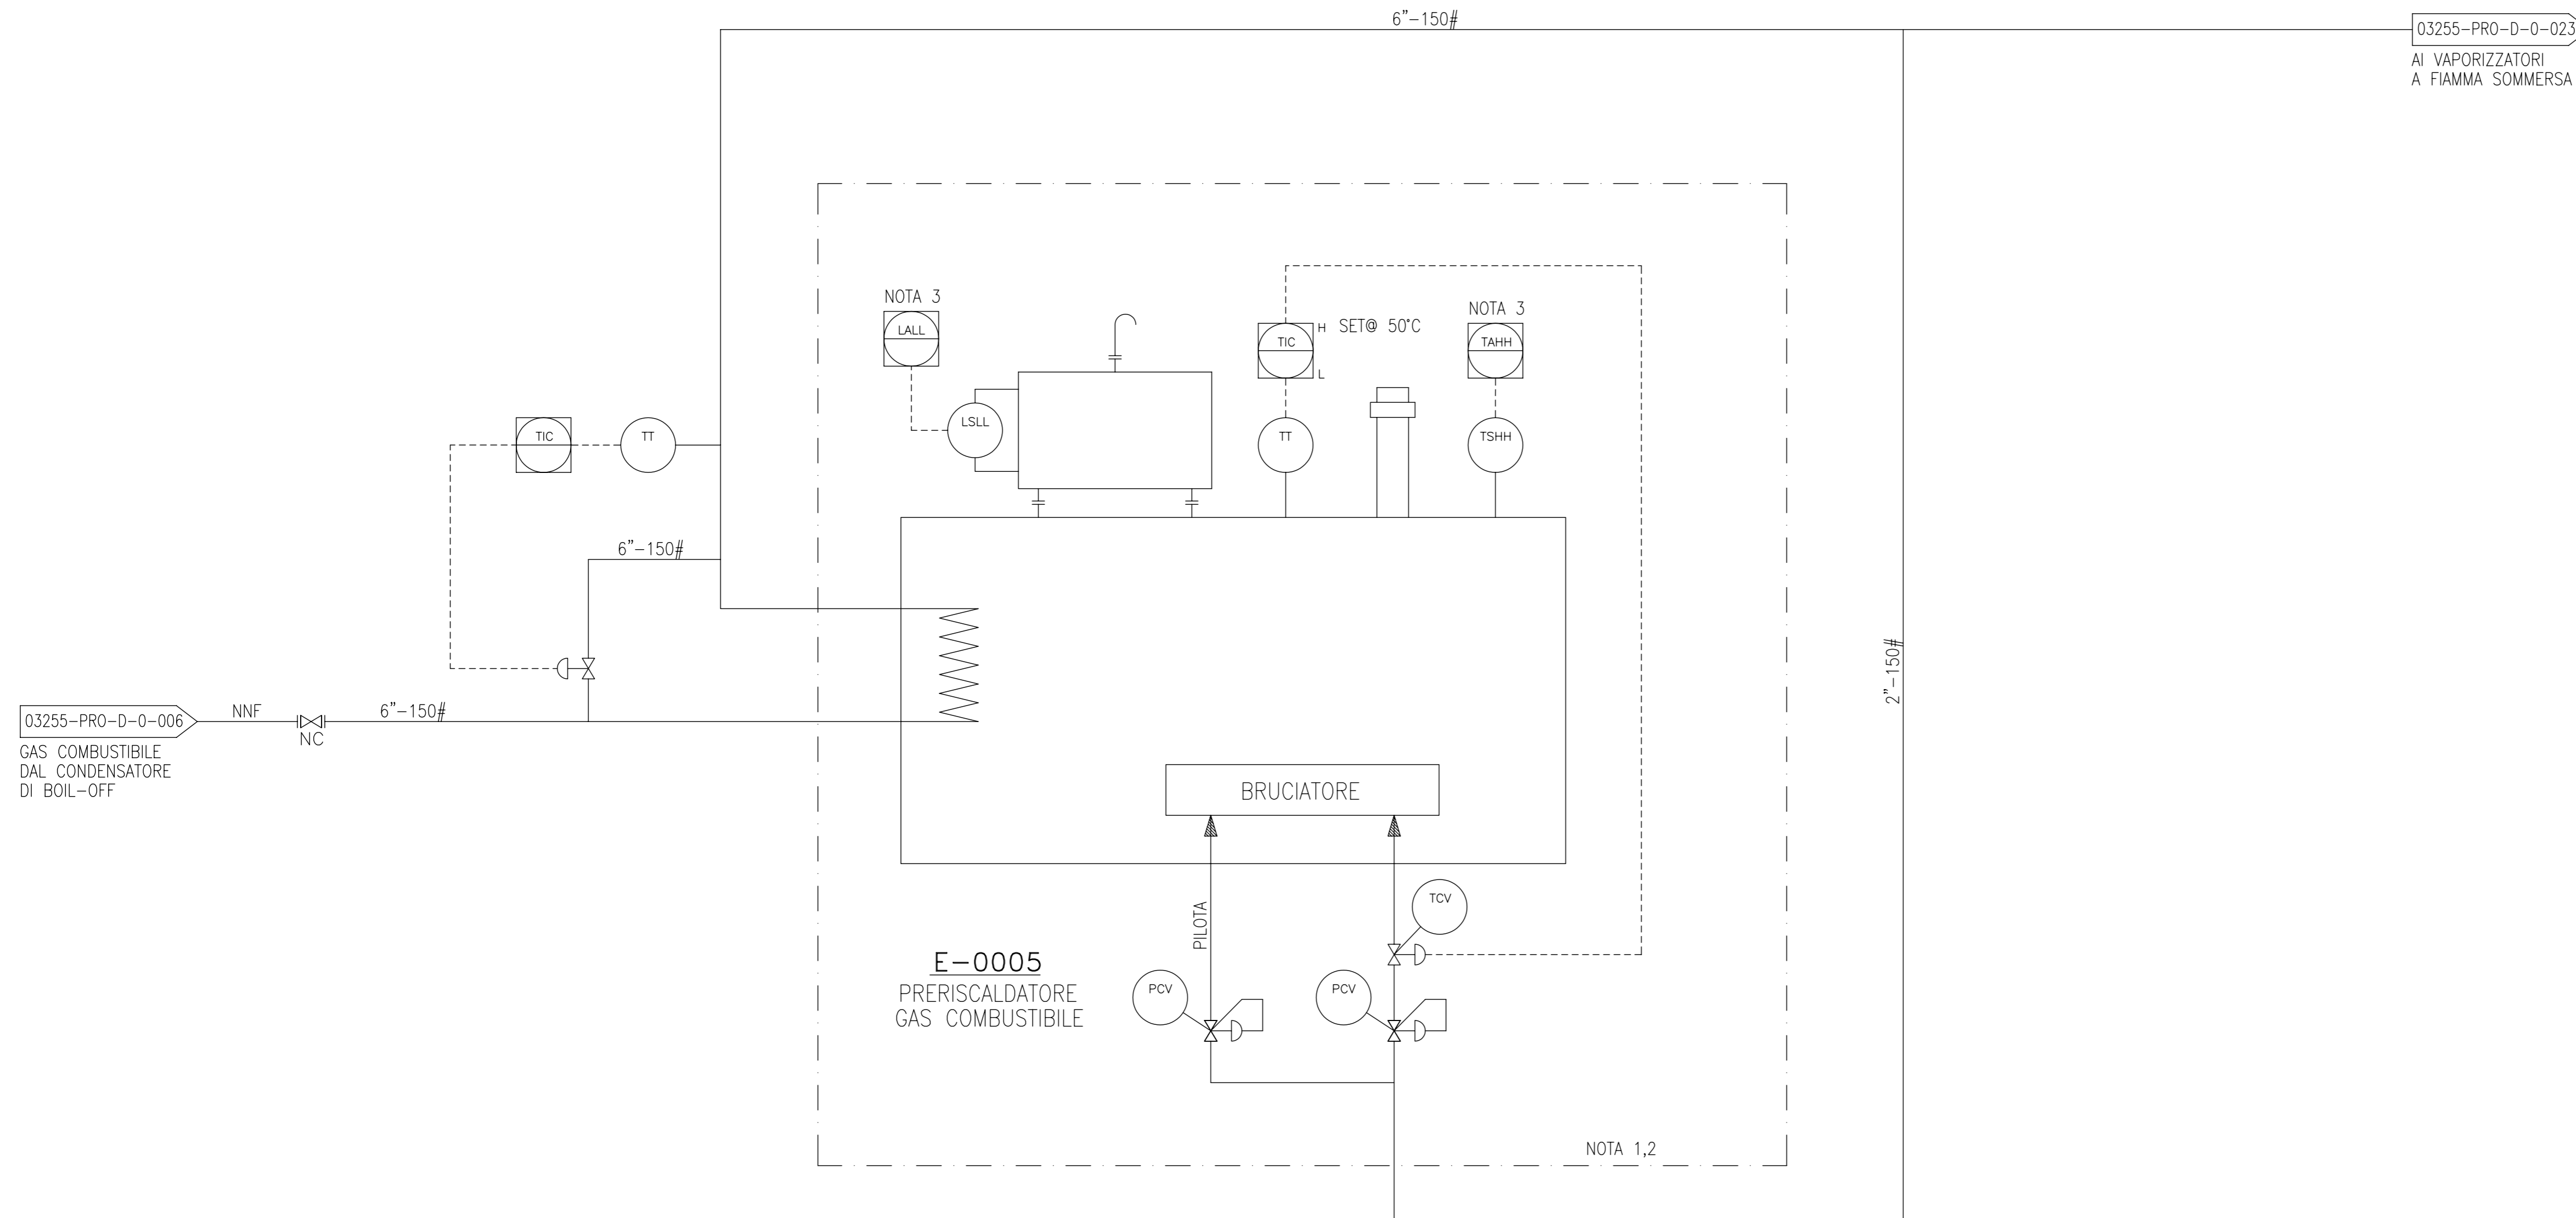 6”-150#
03255-PRO-D-0-023
AI VAPORIZZATORI
A FIAMMA SOMMERSA
NOTA 3
LALL
LSLL
TIC
H
SET@ 50°C
L
TT
NOTA 3
TAHH
TSHH
TIC
TT
6”-150#
03255-PRO-D-0-006
NNF
NC
6”-150#
GAS COMBUSTIBILE
DAL CONDENSATORE
DI BOIL-OFF
2”-150#
BRUCIATORE
PILOTA
TCV
PCV
PCV
E-0005
PRERISCALDATORE
GAS COMBUSTIBILE
NOTA 1,2